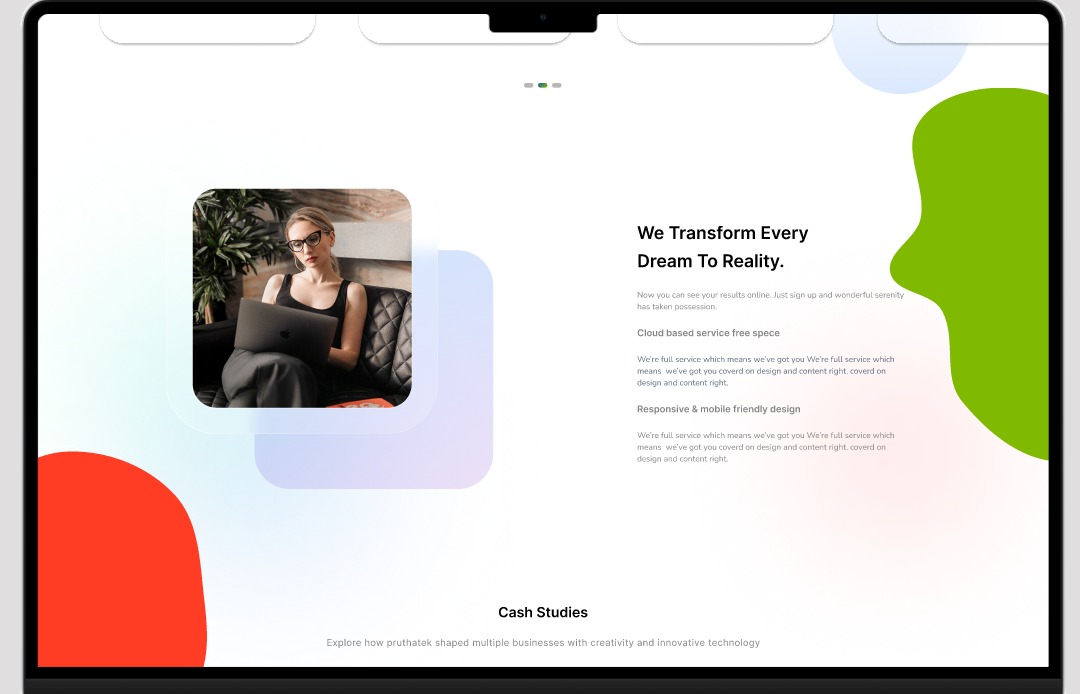 We Transform Every
Dream To Reality.
Now you can see your results online. Just sign up and wonderful serenity
has taken possession.
Cloud based service free spece
We're full service which means we've got you We're full service which
means we've got you coverd on design and content right. coverd on
design and content right.
Responsive & mobile friendly design
We're full service which means we've got you We're full service which
means we've got you coverd on design and content right. coverd on
design and content right.
Cash Studies
Explore how pruthatek shaped multiple businesses with creativity and innovative technology